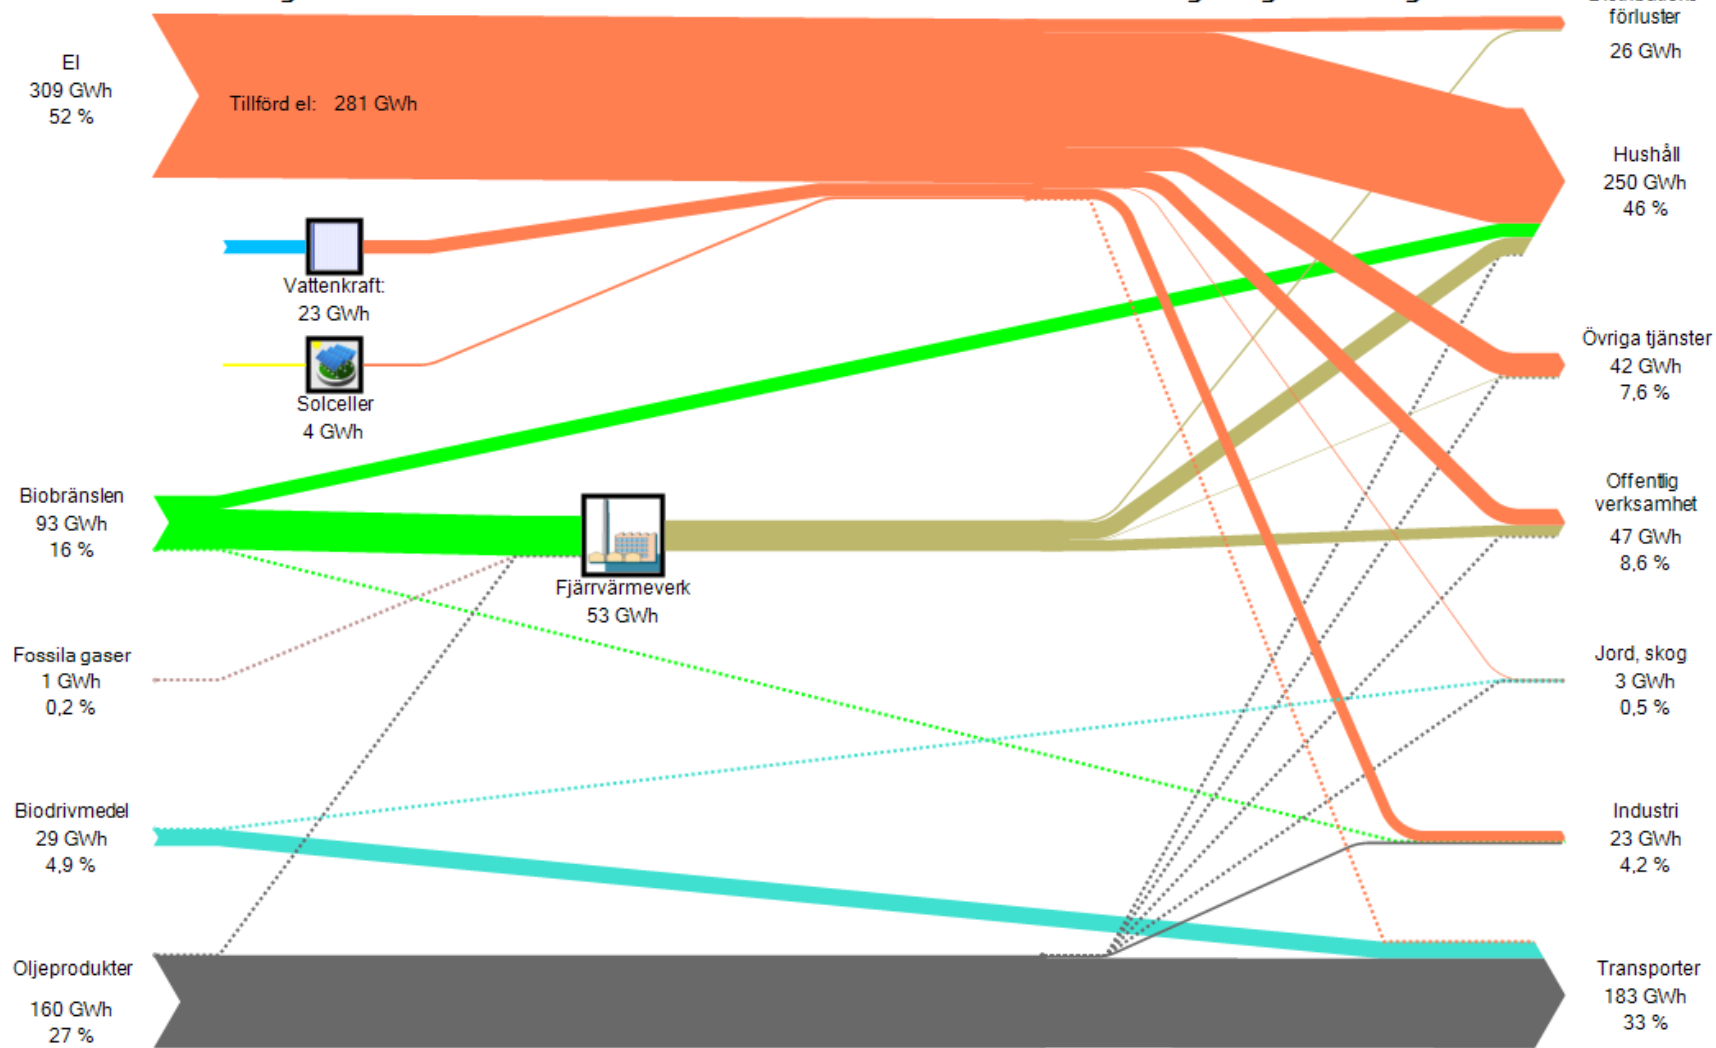 förluster
26 GWh
El
309 GWh
52 %
Tillförd el: 281 GWh
Hushåll
250 GWh
46 %
Vattenkraft:
23 GWh
Solceller
4 GWh
Övriga tjänster
42 GWh
7,6 %
Biobränslen
93 GWh
16 %
Offentlig
verksamhet
47 GWh
8,6 %
Fjärrvärmeverk
53 GWh
Fossila gaser
1 GWh
0,2 %
Jord, skog
3 GWh
0,5 %
Biodrivmedel
29 GWh
4,9 %
Industri
23 GWh
4,2 %
Oljeprodukter
160 GWh
27 %
Transporter
183 GWh
33 %